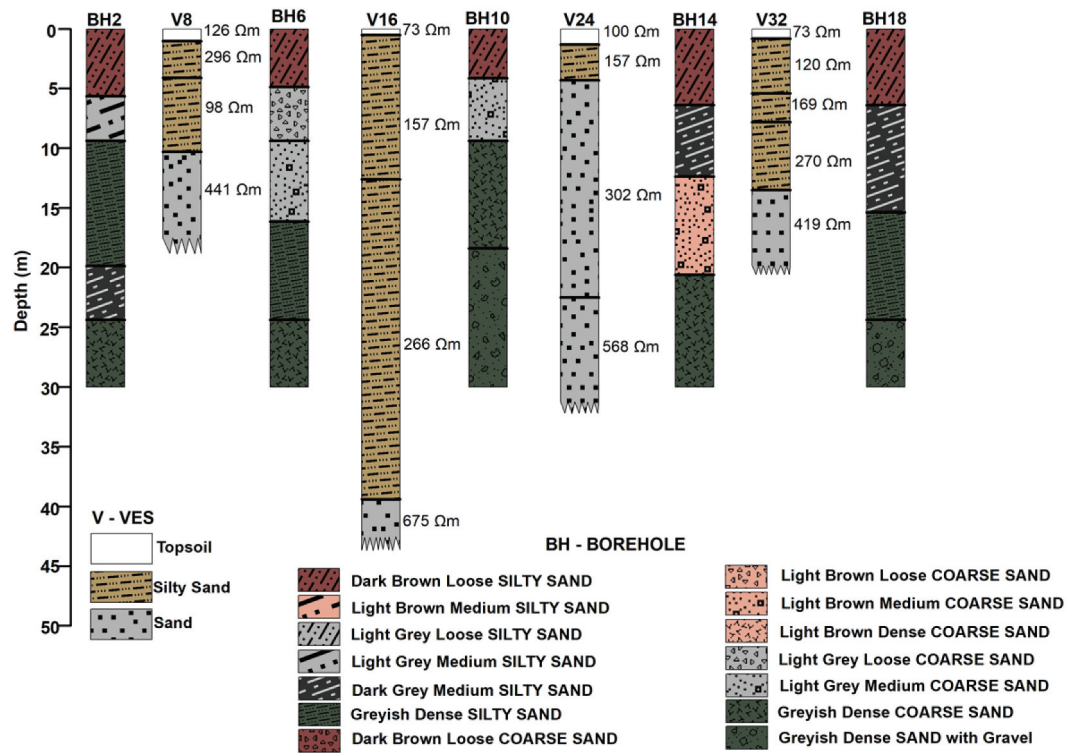 BH2 V8 BH6 V16 BH10 V24 BH14 V32 BH18
0
5
10
15
20
25
30
35
40
45
50
Depth (m)
126 Ωm
296 Ωm
98 Ωm
441 Ωm
73 Ωm
157 Ωm
266 Ωm
675 Ωm
100 Ωm
157 Ωm
302 Ωm
568 Ωm
73 Ωm
120 Ωm
169 Ωm
270 Ωm
419 Ωm
V - VES
Topsoil
Silty Sand
Sand
BH - BOREHOLE
Dark Brown Loose SILTY SAND
Light Brown Medium SILTY SAND
Light Grey Loose SILTY SAND
Light Grey Medium SILTY SAND
Dark Grey Medium SILTY SAND
Greyish Dense SILTY SAND
Dark Brown Loose COARSE SAND
Light Brown Loose COARSE SAND
Light Brown Medium COARSE SAND
Light Brown Dense COARSE SAND
Light Grey Loose COARSE SAND
Light Grey Medium COARSE SAND
Greyish Dense COARSE SAND
Greyish Dense SAND with Gravel